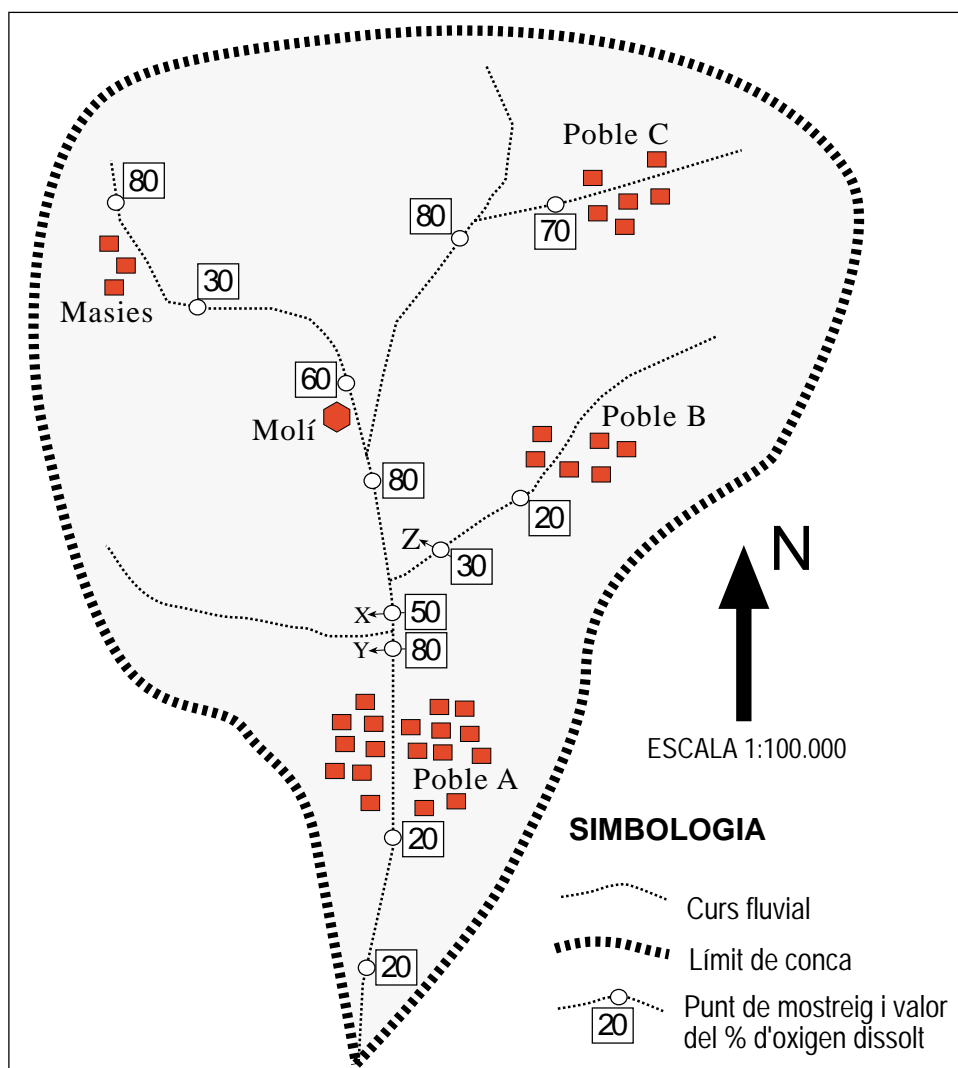 Poble C
80
80
70
30
Masies
60
Molí
Poble B
80
20
Z
30
N
X
50
Y
80
ESCALA 1:100.000
Poble A
SIMBOLOGIA
20
Curs fluvial
Límit de conca
20
Punt de mostreig i valor
20
del % d'oxigen dissolt